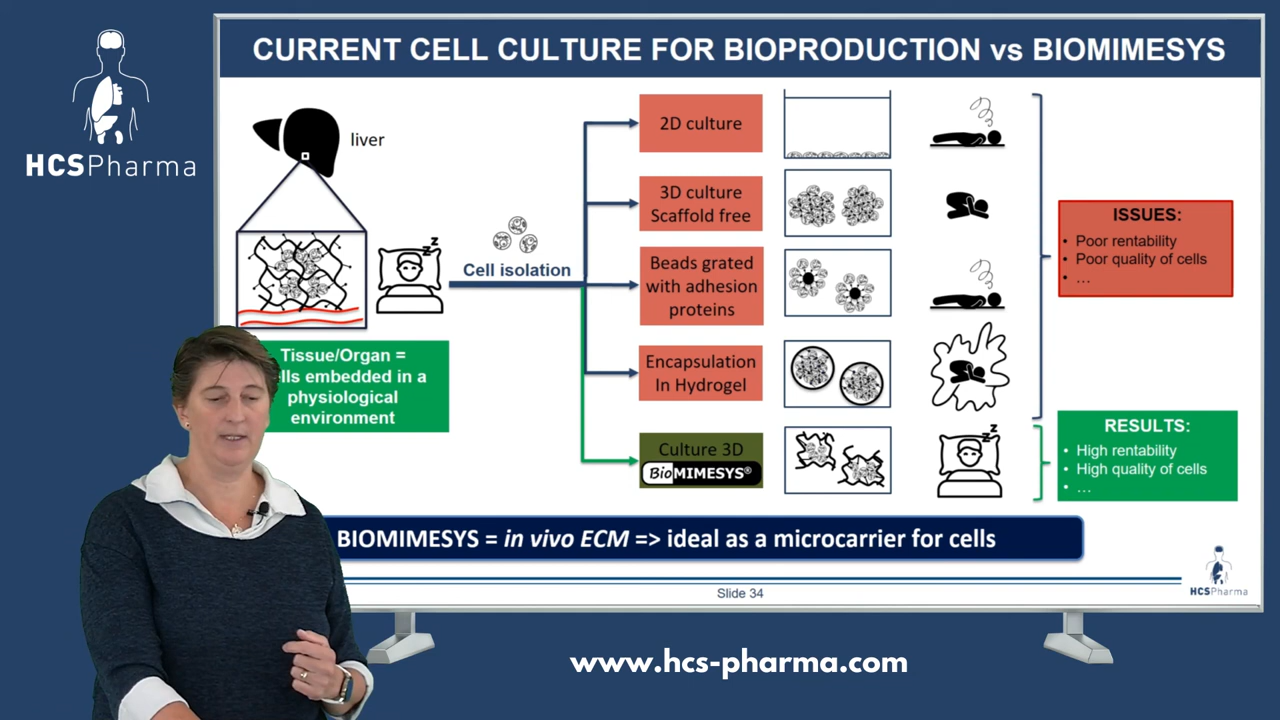 HCSPharma
CURRENT CELL CULTURE FOR BIOPRODUCTION vs BIOMIMESYS
liver
z z
Cell isolation
Tissue/Organ =
lls embedded in a
physiological
environment
2D culture
3D culture
Scaffold free
Beads grated
with adhesion
proteins
Encapsulation
In Hydrogel
Culture 3D
BioMIMESYS®
z z
ISSUES:
• Poor rentability
• Poor quality of cells
• ...
RESULTS:
• High rentability
• High quality of cells
• ...
BIOMIMESYS = in vivo ECM => ideal as a microcarrier for cells
Slide 34
HCSPharma
www.hcs-pharma.com